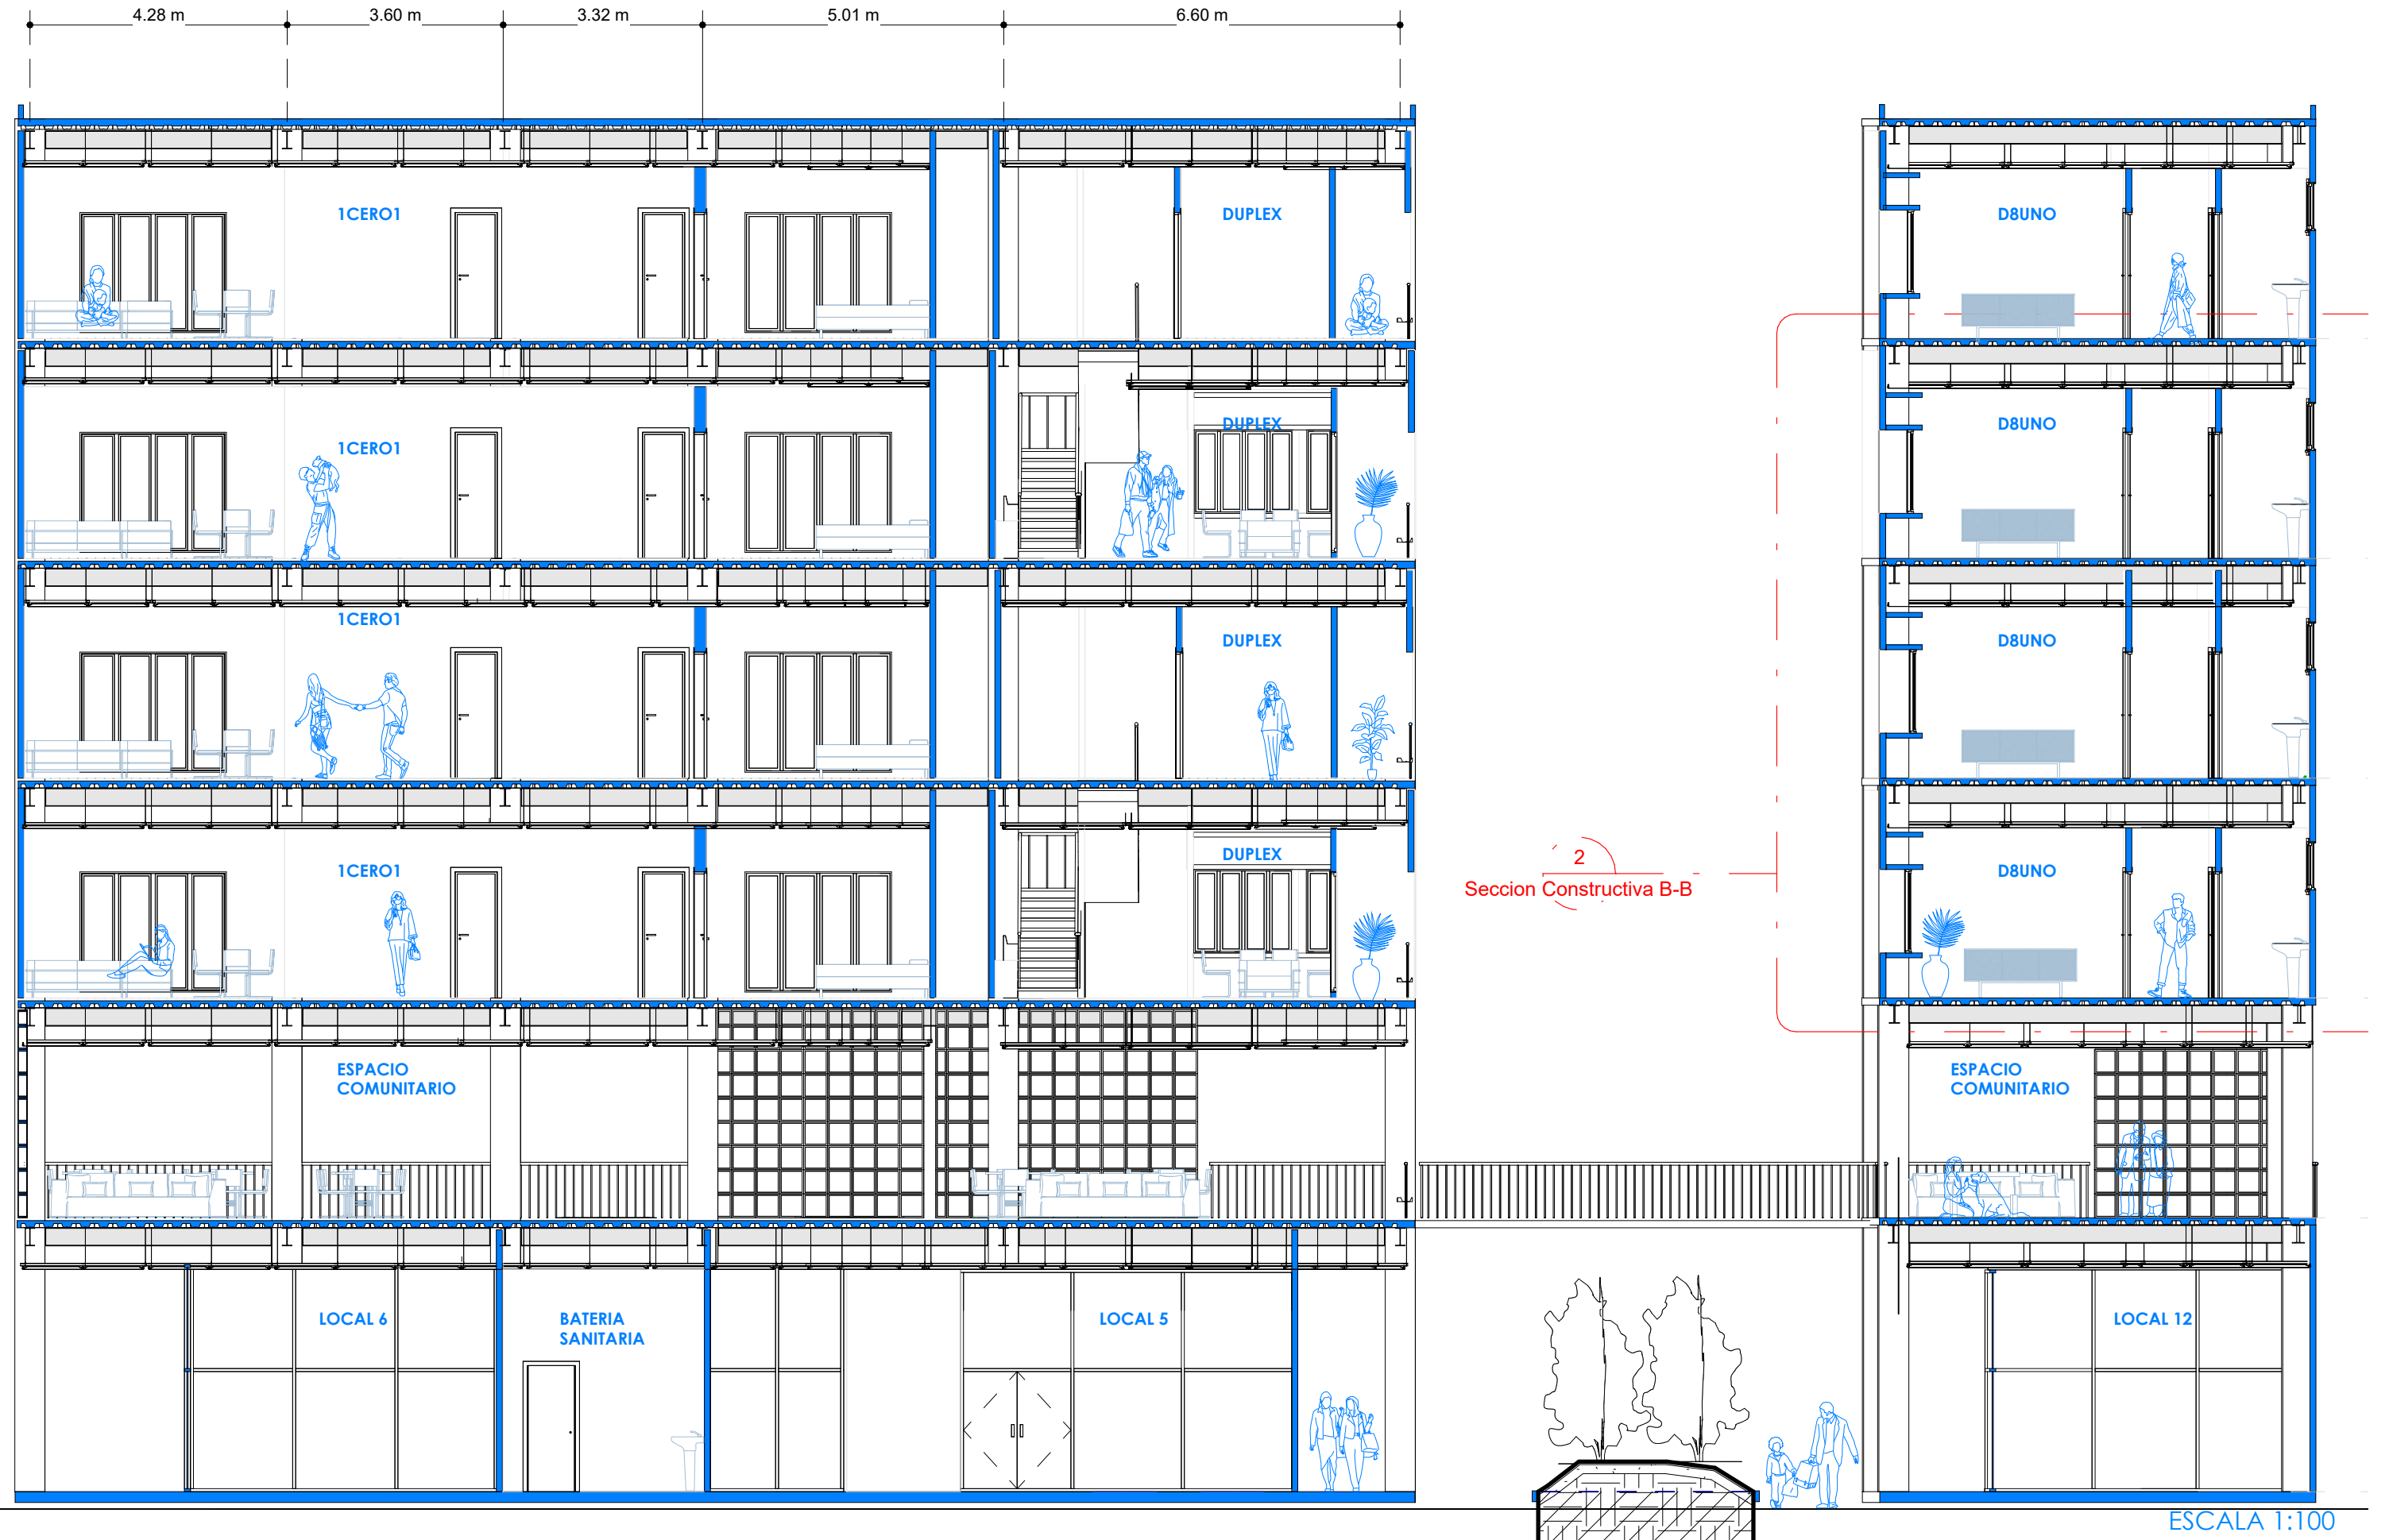 4.28 m 3.60 m 3.32 m 5.01 m 6.60 m
1CERO1 DUPLEX D8UNO
1CERO1 DUPLEX D8UNO
1CERO1 DUPLEX D8UNO
1CERO1 DUPLEX D8UNO
2
Seccion Constructiva B-B
ESPACIO
COMUNITARIO
ESPACIO
COMUNITARIO
LOCAL 6
BATERIA
SANITARIA
LOCAL 5
LOCAL 12
ESCALA 1:100